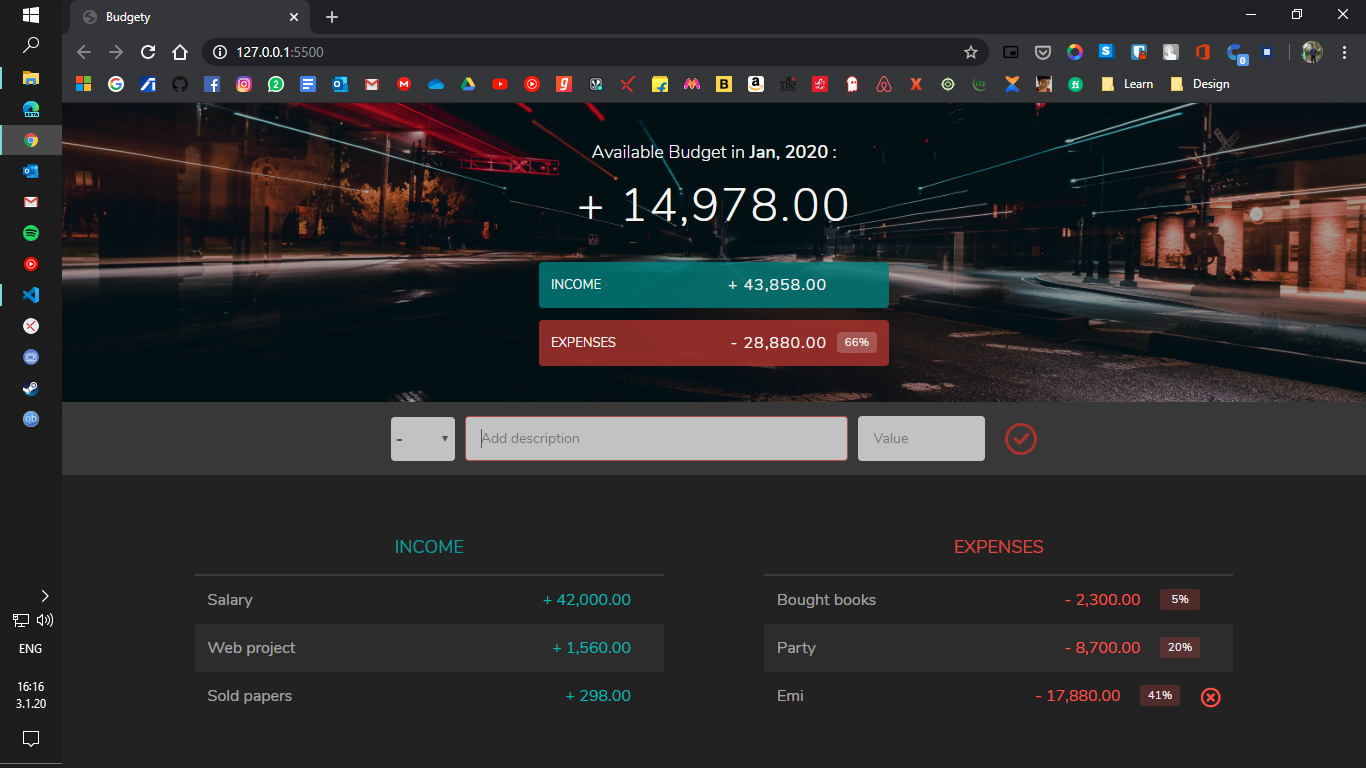 Budgety
127.0.0.1:5500
Learn
Design
Available Budget in Jan, 2020 :
+ 14,978.00
INCOME + 43,858.00
EXPENSES - 28,880.00 66%
- Add description Value
INCOME
Salary + 42,000.00
Web project + 1,560.00
Sold papers + 298.00
EXPENSES
Bought books - 2,300.00 5%
Party - 8,700.00 20%
Emi - 17,880.00 41%
ENG
16:16
3.1.20